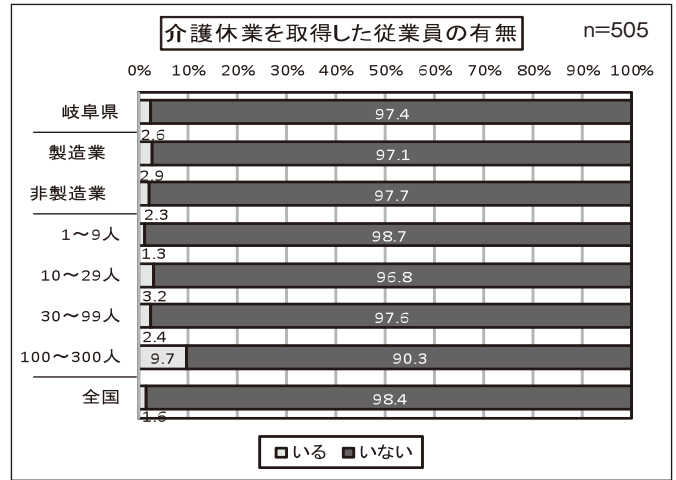 介護休業を取得した従業員の有無
n=505
0% 10% 20% 30% 40% 50% 60% 70% 80% 90% 100%
岐阜県 97.4
2.6
製造業 97.1
2.9
非製造業 97.7
2.3
1～9人 98.7
1.3
10～29人 96.8
3.2
30～99人 97.6
2.4
100～300人 9.7 90.3
全国 98.4
1.6
いる いない